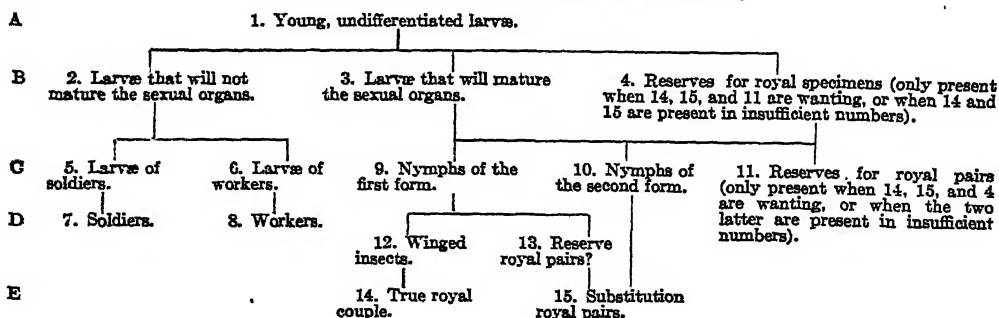 A 1. Young, undifferentiated larvæ.
B 2. Larvæ that will not
mature the sexual organs.
3. Larvæ that will mature
the sexual organs.
4. Reserves for royal specimens (only present
when 14, 15, and 11 are wanting, or when 14 and
15 are present in insufficient numbers).
C 5. Larvæ of
soldiers.
6. Larvæ of
workers.
9. Nymphs of the
first form.
10. Nymphs of
the second form.
11. Reserves for royal pairs
(only present when 14, 15, and 4
are wanting, or when the two
latter are present in insufficient
numbers).
D 7. Soldiers.
8. Workers.
12. Winged
insects.
13. Reserve
royal pairs?
E 14. True royal
couple.
15. Substitution
royal pairs.